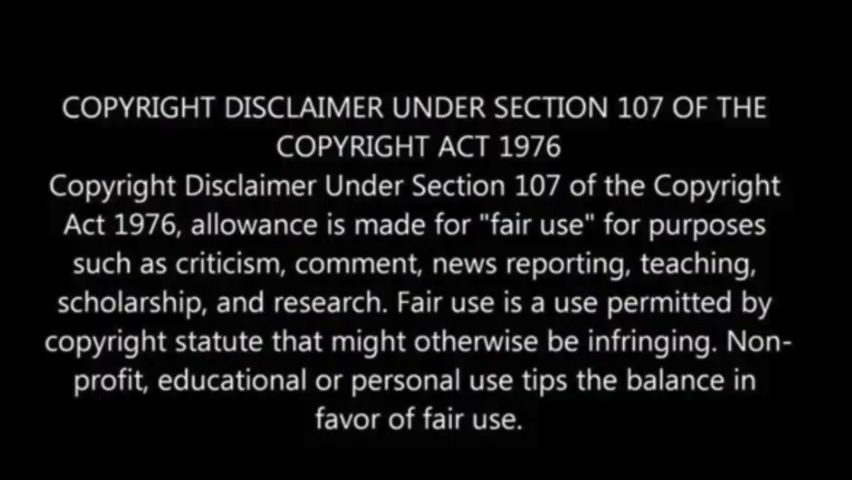 COPYRIGHT DISCLAIMER UNDER SECTION 107 OF THE
COPYRIGHT ACT 1976
Copyright Disclaimer Under Section 107 of the Copyright
Act 1976, allowance is made for "fair use" for purposes
such as criticism, comment, news reporting, teaching,
scholarship, and research. Fair use is a use permitted by
copyright statute that might otherwise be infringing. Non-
profit, educational or personal use tips the balance in
favor of fair use.